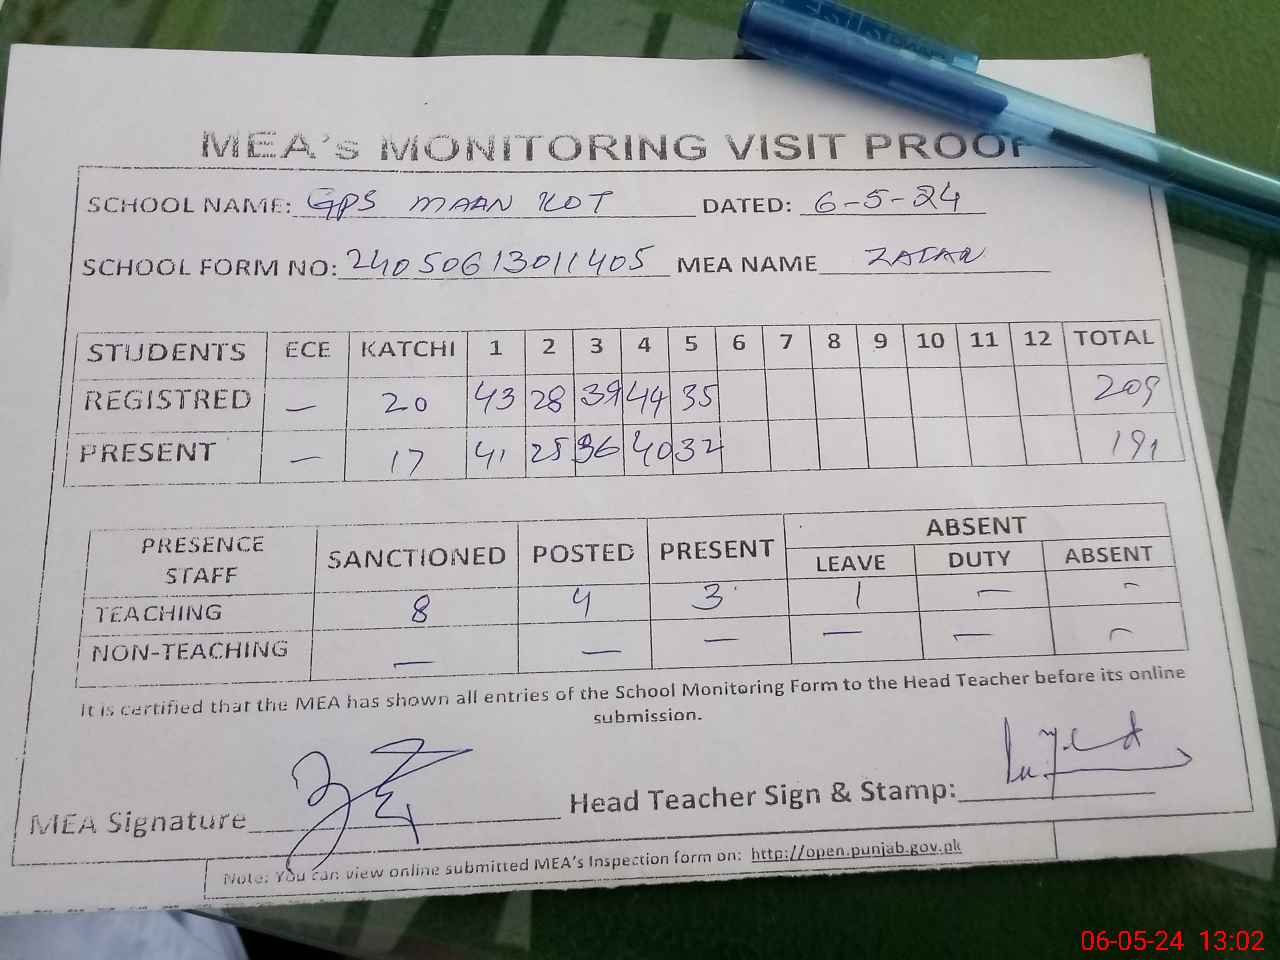 MEA's MONITORING VISIT PROOF
SCHOOL NAME: GPS MAAN KOT DATED: 6-5-24
SCHOOL FORM NO: 24050613011405 MEA NAME
STUDENTS ECE KATCHI 1 2 3 4 5 6 7 8 9 10 11 12 TOTAL
REGISTRED — 20 43 28 39 44 35 209
PRESENT — 17 41 25 36 40 32 191
PRESENCE STAFF SANCTIONED POSTED PRESENT ABSENT
LEAVE DUTY ABSENT
TEACHING 8 4 3 1 — —
NON-TEACHING — — — — — —
It is certified that the MEA has shown all entries of the School Monitoring Form to the Head Teacher before its online
submission.
MEA Signature Head Teacher Sign & Stamp:
Note: You can view online submitted MEA's Inspection form on: http://open.punjab.gov.pk
06-05-24 13:02